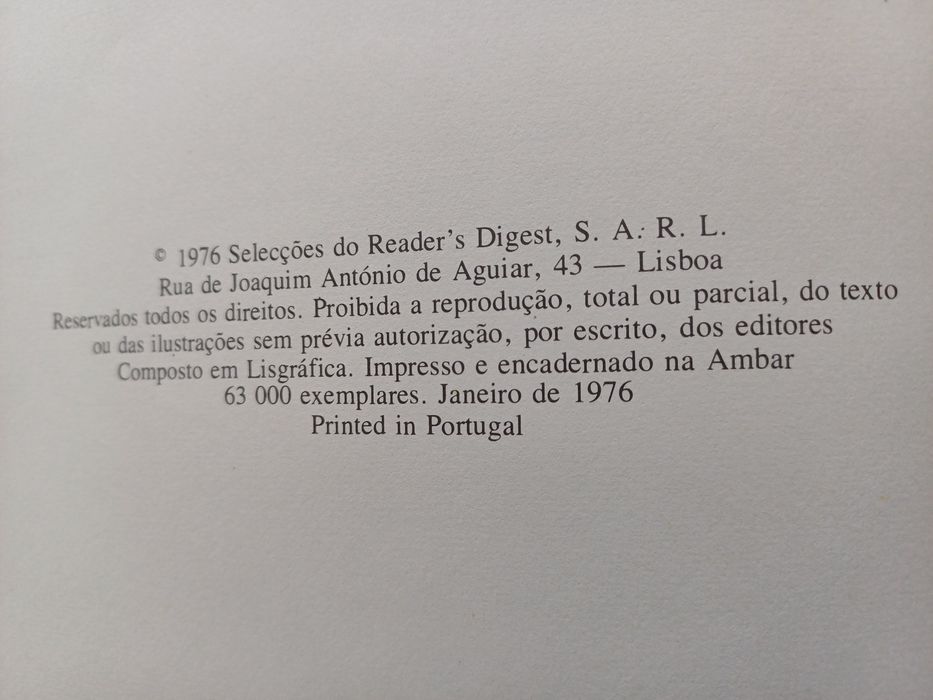 © 1976 Selecções do Reader's Digest, S. A. R. L.
Rua de Joaquim António de Aguiar, 43 — Lisboa
Reservados todos os direitos. Proibida a reprodução, total ou parcial, do texto
ou das ilustrações sem prévia autorização, por escrito, dos editores
Composto em Lisgráfica. Impresso e encadernado na Ambar
63 000 exemplares. Janeiro de 1976
Printed in Portugal